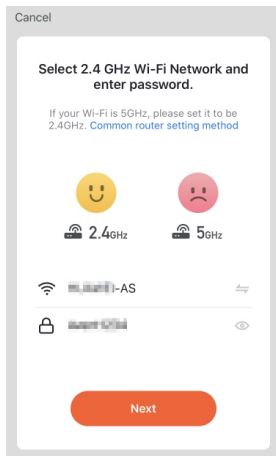 Cancel
Select 2.4 GHz Wi-Fi Network and
enter password.
If your Wi-Fi is 5GHz, please set it to be
2.4GHz. Common router setting method
2.4GHz
5GHz
-AS
Next